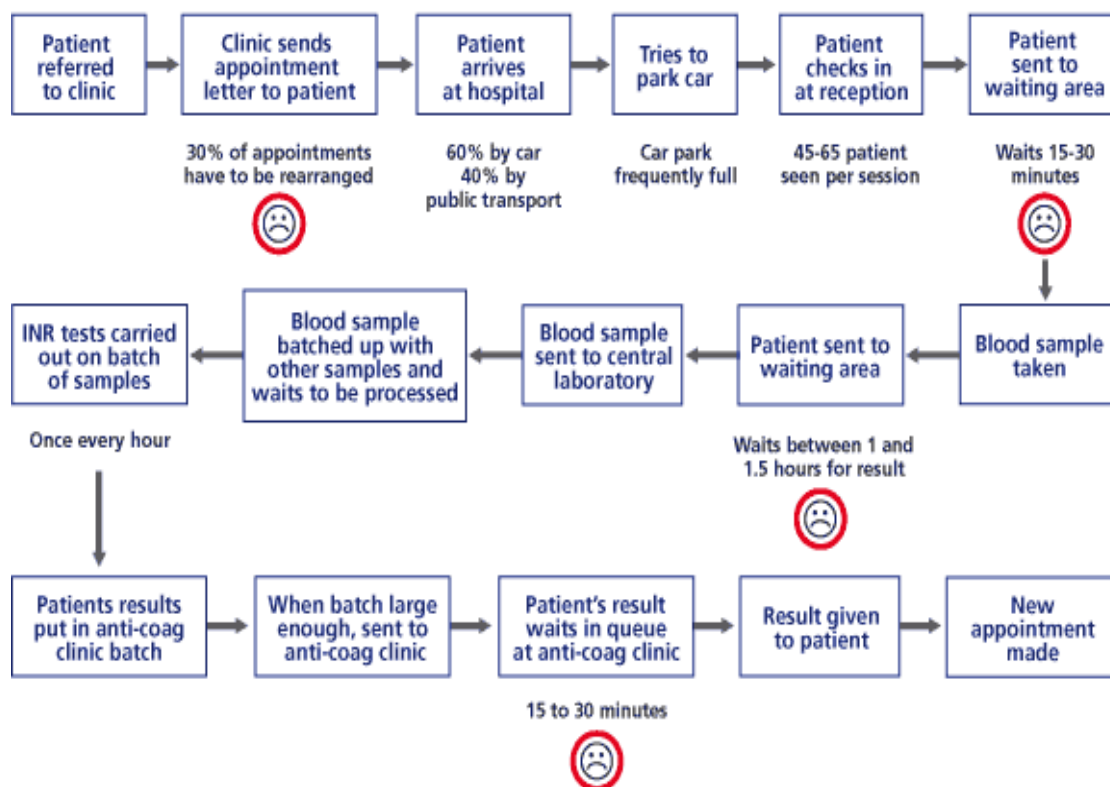 Patient
referred
to clinic
Clinic sends
appointment
letter to patient
Patient
arrives
at hospital
Tries to
park car
Patient
checks in
at reception
Patient
sent to
waiting area
30% of appointments
have to be rearranged
60% by car
40% by
public transport
Car park
frequently full
45-65 patient
seen per session
Waits 15-30
minutes
INR tests carried
out on batch
of samples
Blood sample
batched up with
other samples and
waits to be processed
Blood sample
sent to central
laboratory
Patient sent to
waiting area
Blood sample
taken
Once every hour
Waits between 1 and
1.5 hours for result
Patients results
put in anti-coag
clinic batch
When batch large
enough, sent to
anti-coag clinic
Patient's result
waits in queue
at anti-coag clinic
Result given
to patient
New
appointment
made
15 to 30 minutes